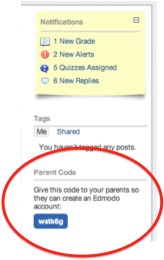 Notifications
1 New Grade
2 New Alerts
5 Quizzes Assigned
6 New Replies
Tags
Me Shared
You haven't tagged any posts.
Parent Code
Give this code to your parents so
they can create an Edmodo
account:
watk6g